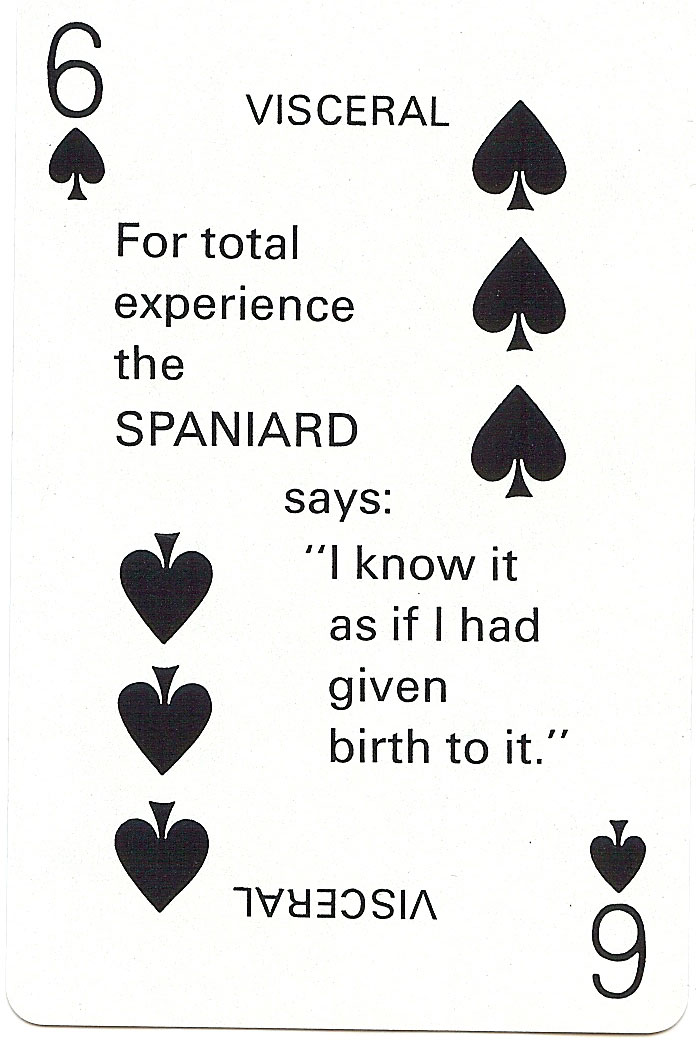 6
VISCERAL
For total
experience
the
SPANIARD
says:
“I know it
as if I had
given
birth to it.”
VISCERAL
6